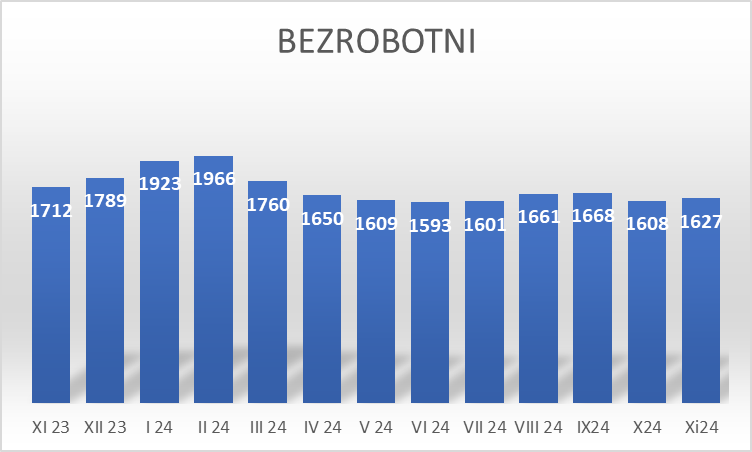 BEZROBOTNI
1712 1789 1923 1966 1760 1650 1609 1593 1601 1661 1668 1608 1627
XI 23 XII 23 I 24 II 24 III 24 IV 24 V 24 VI 24 VII 24 VIII 24 IX24 X24 Xi24